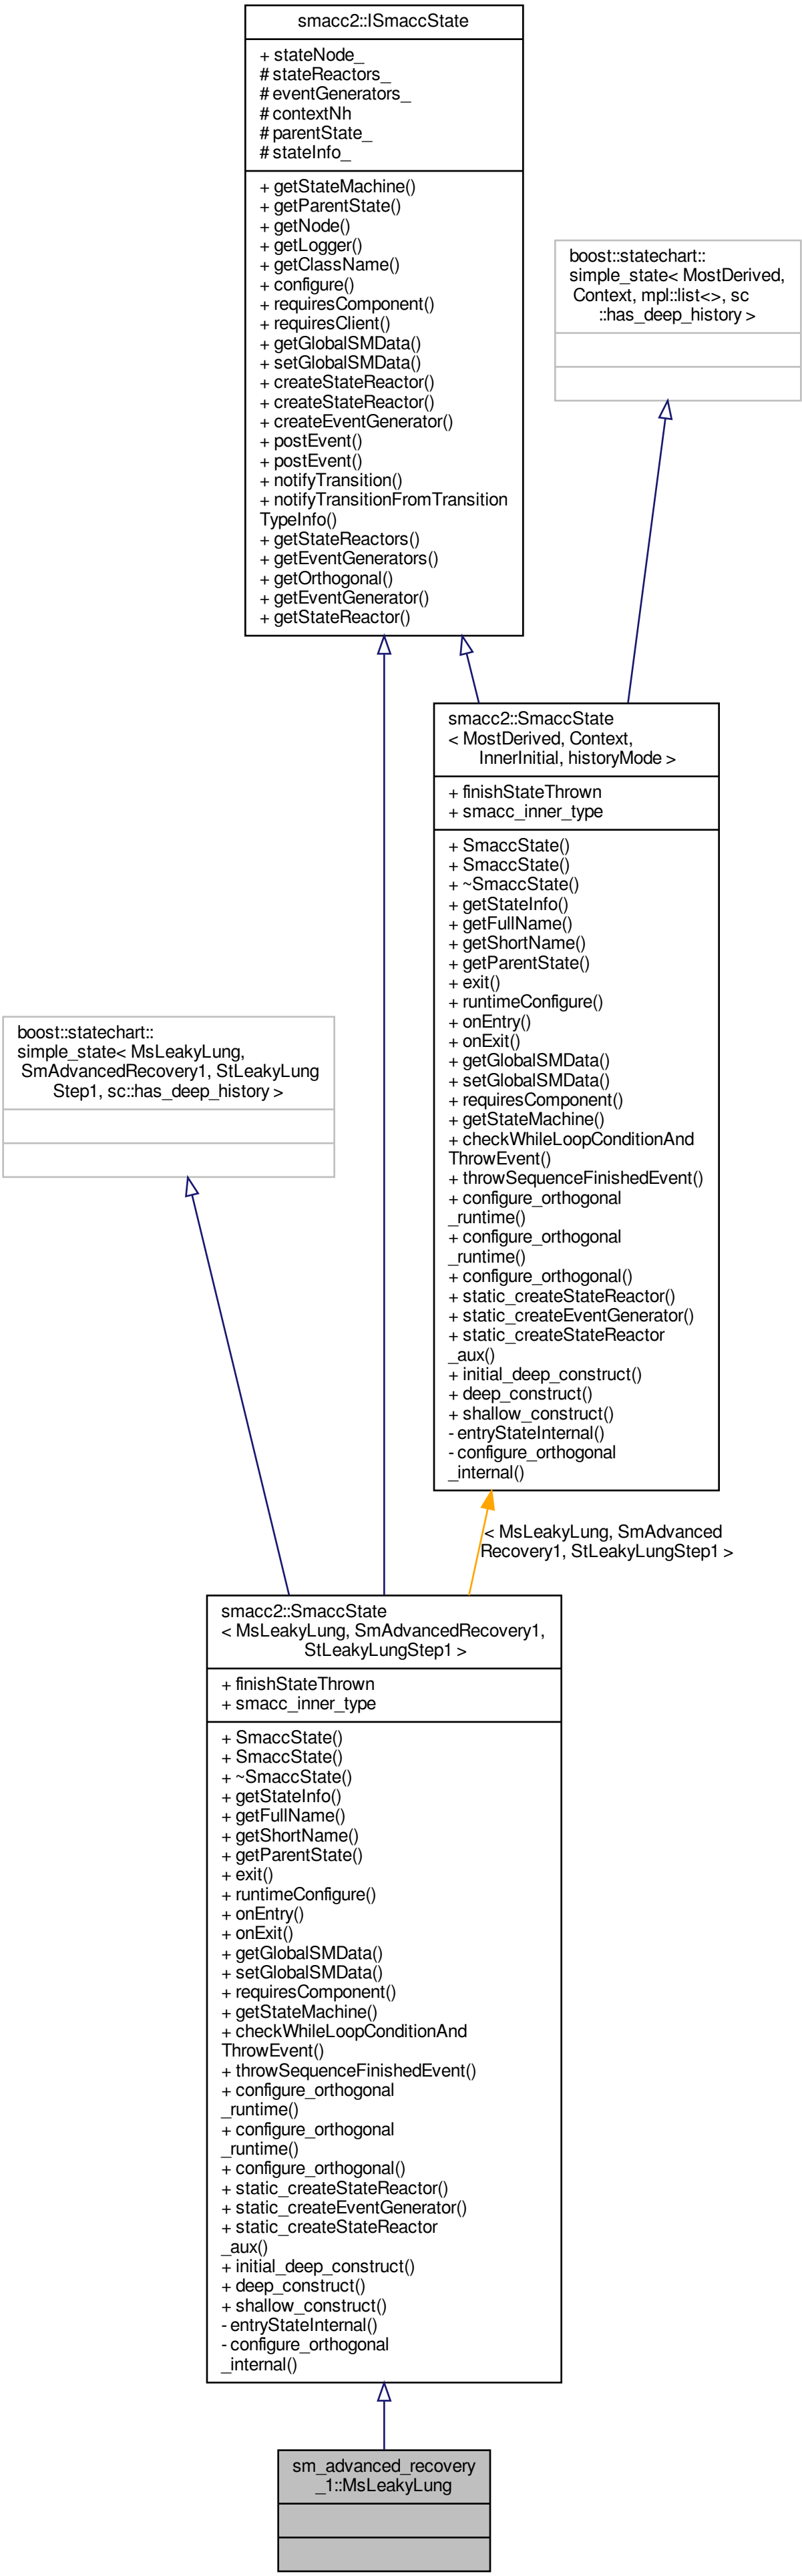 smacc2::ISmaccState
+ stateNode_
# stateReactors_
# eventGenerators_
# contextNh
# parentState_
# stateInfo_
+ getStateMachine()
+ getParentState()
+ getNode()
+ getLogger()
+ getClassName()
+ configure()
+ requiresComponent()
+ requiresClient()
+ getGlobalSMData()
+ setGlobalSMData()
+ createStateReactor()
+ createStateReactor()
+ createEventGenerator()
+ postEvent()
+ postEvent()
+ notifyTransition()
+ notifyTransitionFromTransition
TypeInfo()
+ getStateReactors()
+ getEventGenerators()
+ getOrthogonal()
+ getEventGenerator()
+ getStateReactor()
boost::statechart::
simple_state< MostDerived,
Context, mpl::list<>, sc
::has_deep_history >
smacc2::SmaccState
< MostDerived, Context,
InnerInitial, historyMode >
+ finishStateThrown
+ smacc_inner_type
+ SmaccState()
+ SmaccState()
+ ~SmaccState()
+ getStateInfo()
+ getFullName()
+ getShortName()
+ getParentState()
+ exit()
+ runtimeConfigure()
+ onEntry()
+ onExit()
+ getGlobalSMData()
+ setGlobalSMData()
+ requiresComponent()
+ getStateMachine()
+ checkWhileLoopConditionAnd
ThrowEvent()
+ throwSequenceFinishedEvent()
+ configure_orthogonal
_runtime()
+ configure_orthogonal
_runtime()
+ configure_orthogonal()
+ static_createStateReactor()
+ static_createEventGenerator()
+ static_createStateReactor
_aux()
+ initial_deep_construct()
+ deep_construct()
+ shallow_construct()
- entryStateInternal()
- configure_orthogonal
_internal()
boost::statechart::
simple_state< MsLeakyLung,
SmAdvancedRecovery1, StLeakyLung
Step1, sc::has_deep_history >
< MsLeakyLung, SmAdvanced
Recovery1, StLeakyLungStep1 >
smacc2::SmaccState
< MsLeakyLung, SmAdvancedRecovery1,
StLeakyLungStep1 >
+ finishStateThrown
+ smacc_inner_type
+ SmaccState()
+ SmaccState()
+ ~SmaccState()
+ getStateInfo()
+ getFullName()
+ getShortName()
+ getParentState()
+ exit()
+ runtimeConfigure()
+ onEntry()
+ onExit()
+ getGlobalSMData()
+ setGlobalSMData()
+ requiresComponent()
+ getStateMachine()
+ checkWhileLoopConditionAnd
ThrowEvent()
+ throwSequenceFinishedEvent()
+ configure_orthogonal
_runtime()
+ configure_orthogonal
_runtime()
+ configure_orthogonal()
+ static_createStateReactor()
+ static_createEventGenerator()
+ static_createStateReactor
_aux()
+ initial_deep_construct()
+ deep_construct()
+ shallow_construct()
- entryStateInternal()
- configure_orthogonal
_internal()
sm_advanced_recovery
_1::MsLeakyLung